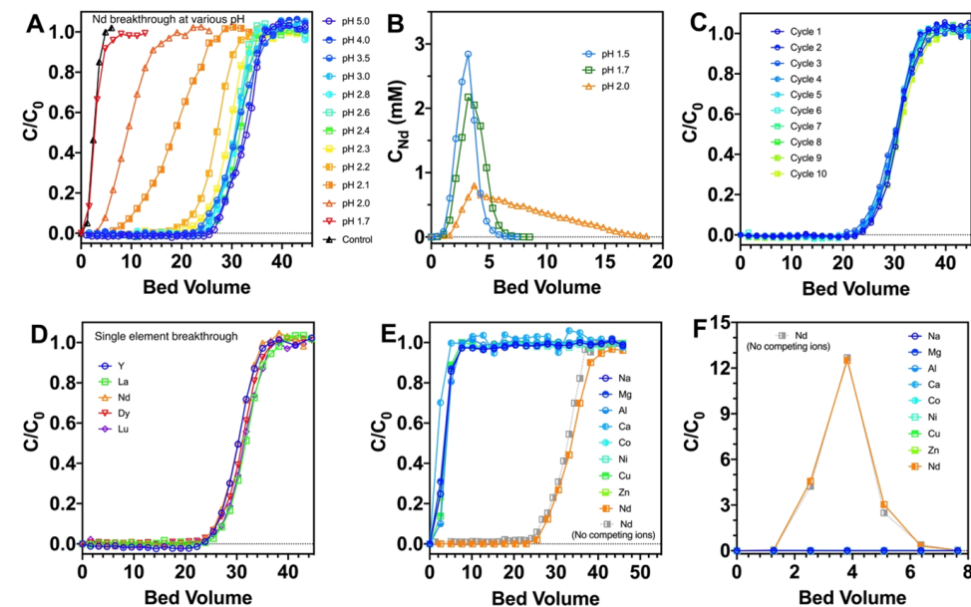 A
Nd breakthrough at various pH
C/C0
1.0
0.8
0.6
0.4
0.2
0.0
0 20 40
Bed Volume
pH 5.0
pH 4.0
pH 3.5
pH 3.0
pH 2.8
pH 2.6
pH 2.4
pH 2.3
pH 2.2
pH 2.1
pH 2.0
pH 1.7
Control
B
CNd (mM)
3
2
1
0
0 5 10 15 20
Bed Volume
pH 1.5
pH 1.7
pH 2.0
C
C/C0
1.0
0.8
0.6
0.4
0.2
0.0
0 10 20 30 40
Bed Volume
Cycle 1
Cycle 2
Cycle 3
Cycle 4
Cycle 5
Cycle 6
Cycle 7
Cycle 8
Cycle 9
Cycle 10
D
Single element breakthrough
C/C0
1.0
0.8
0.6
0.4
0.2
0.0
0 10 20 30 40
Bed Volume
Y
La
Nd
Dy
Lu
E
C/C0
1.0
0.8
0.6
0.4
0.2
0.0
0 10 20 30 40 50
Bed Volume
Na
Mg
Al
Ca
Co
Ni
Cu
Zn
Nd
Nd
(No competing ions)
F
C/C0
15
12
9
6
3
0
0 2 4 6 8
Bed Volume
Nd
(No competing ions)
Na
Mg
Al
Ca
Co
Ni
Cu
Zn
Nd